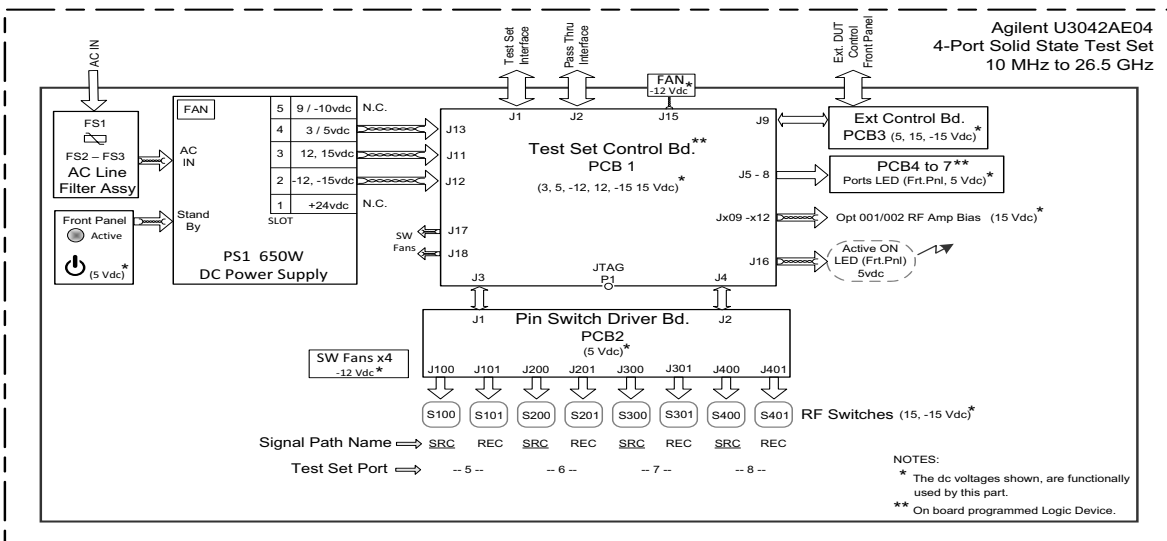 Agilent U3042AE04
4-Port Solid State Test Set
10 MHz to 26.5 GHz
AC IN
Test Set
Interface
Pass Thru
Interface
Ext. DUT
Control
Front Panel
FAN
-12 Vdc*
FS1
FS2 – FS3
AC Line
Filter Assy
FAN
AC
IN
Stand
By
5 9 / -10vdc N.C.
4 3 / 5vdc
3 12, 15vdc
2 -12, -15vdc
1 +24vdc N.C.
SLOT
PS1 650W
DC Power Supply
Front Panel
Active
(5 Vdc)*
J1 J2 J15
J13
J11
J12
J17
J18
SW
Fans
Test Set Control Bd.**
PCB 1
(3, 5, -12, 12, -15 15 Vdc)*
J9
J5 - 8
Jx09 -x12
J16
J3
JTAG
P1
J4
Ext Control Bd.
PCB3 (5, 15, -15 Vdc)*
PCB4 to 7**
Ports LED (Frt.Pnl, 5 Vdc)*
Opt 001/002 RF Amp Bias (15 Vdc)*
Active ON
LED (Frt.Pnl)
5vdc
J1 Pin Switch Driver Bd. J2
PCB2
(5 Vdc)*
SW Fans x4
-12 Vdc*
J100 J101 J200 J201 J300 J301 J400 J401
S100 S101 S200 S201 S300 S301 S400 S401 RF Switches (15, -15 Vdc)*
Signal Path Name SRC REC SRC REC SRC REC SRC REC
Test Set Port -- 5 -- -- 6 -- -- 7 -- -- 8 --
NOTES:
* The dc voltages shown, are functionally
used by this part.
** On board programmed Logic Device.